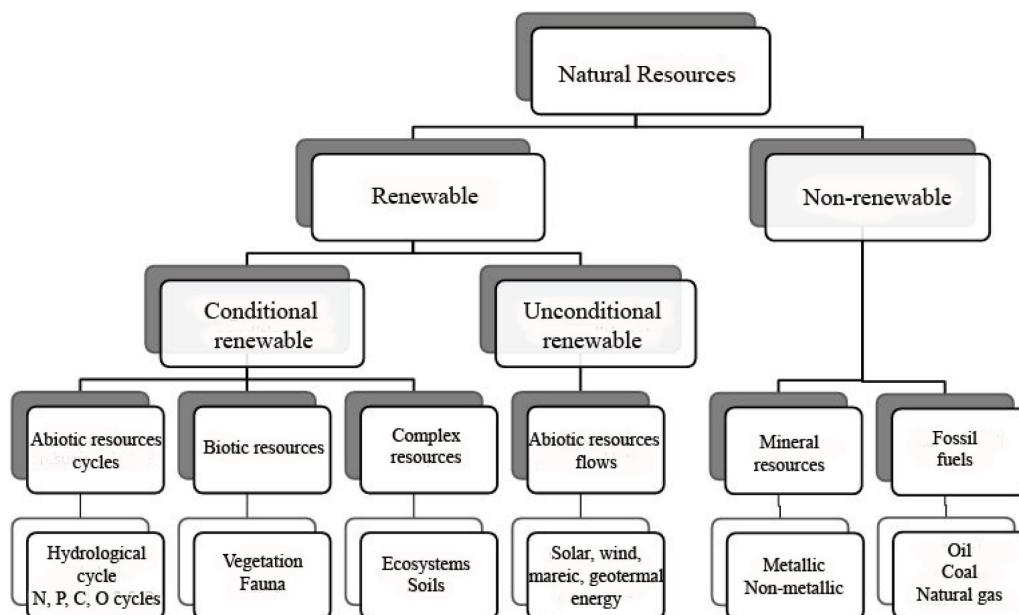 Natural Resources
Renewable
Non-renewable
Conditional
renewable
Unconditional
renewable
Abiotic resources
cycles
Biotic resources
Complex
resources
Abiotic resources
flows
Mineral
resources
Fossil
fuels
Hydrological
cycle
N, P, C, O cycles
Vegetation
Fauna
Ecosystems
Soils
Solar, wind,
mareic, geotermal
energy
Metallic
Non-metallic
Oil
Coal
Natural gas